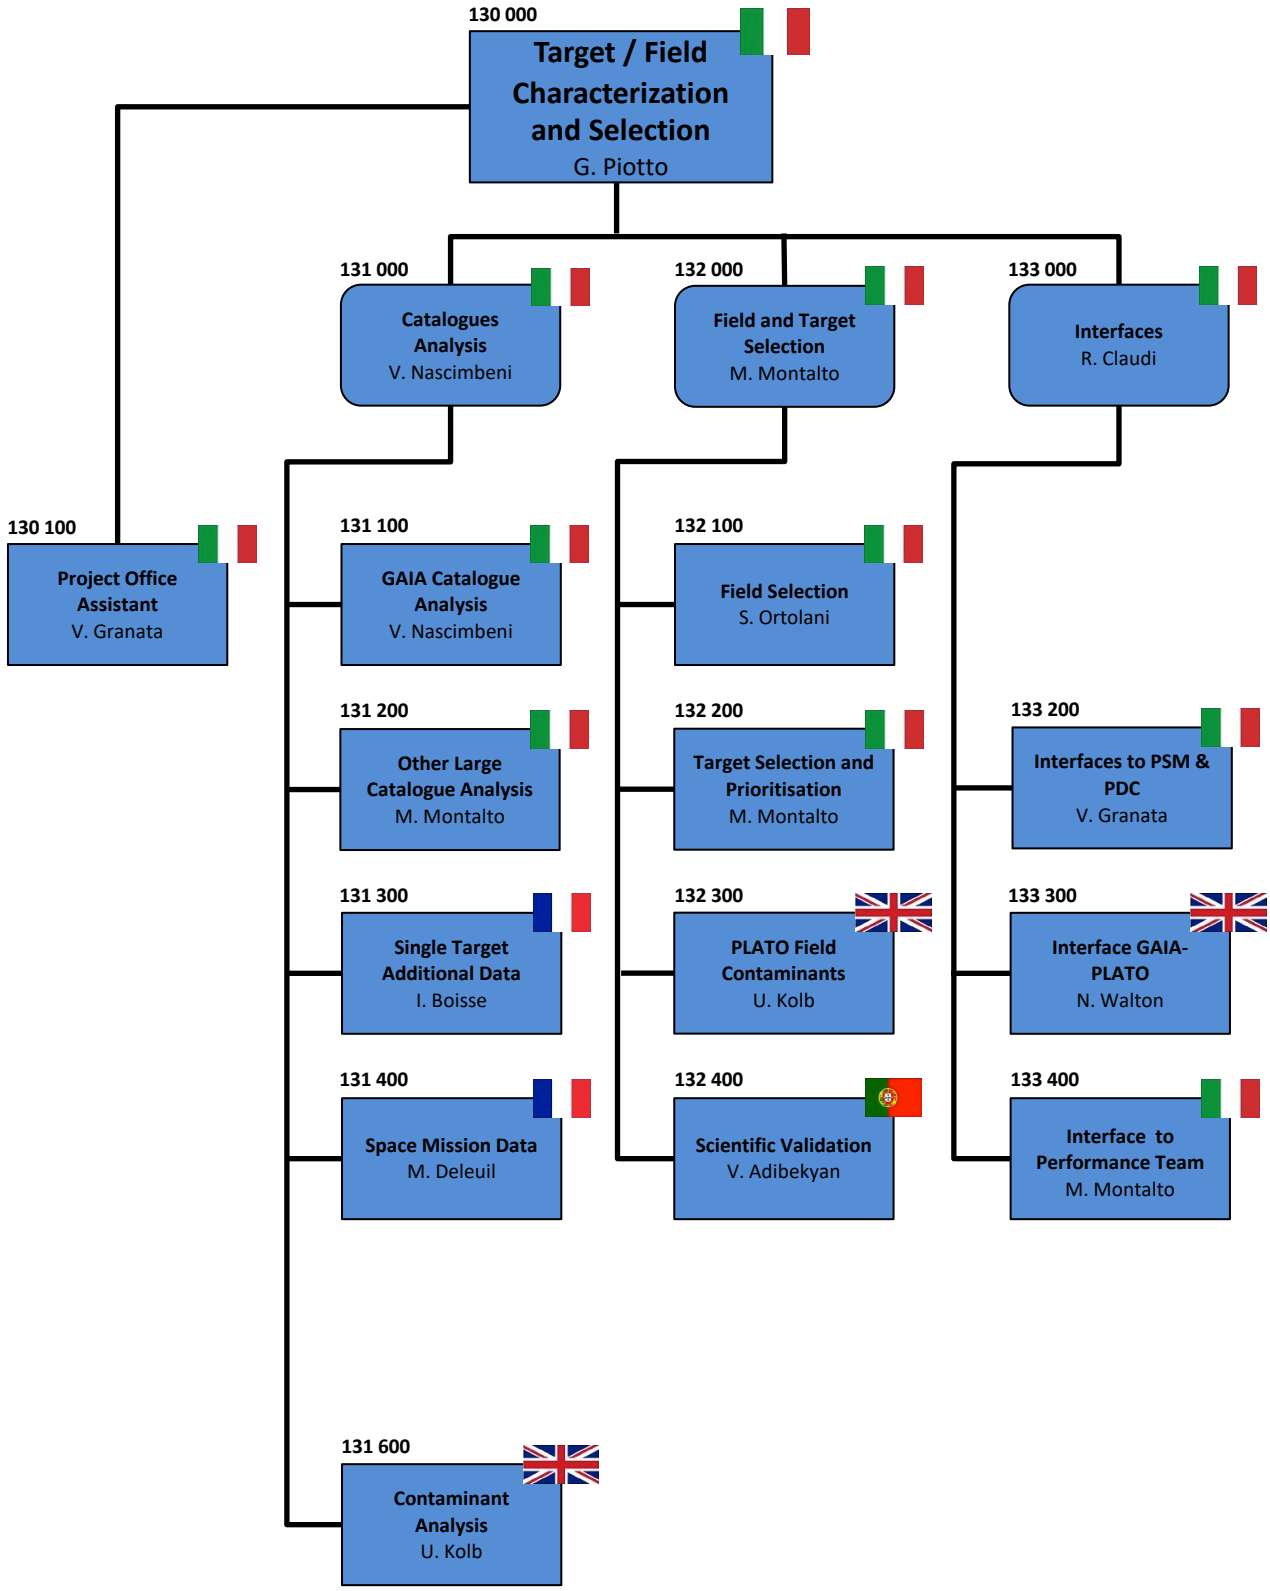 130 000
Target / Field
Characterization
and Selection
G. Piotto
131 000
Catalogues
Analysis
V. Nascimbeni
132 000
Field and Target
Selection
M. Montalto
133 000
Interfaces
R. Claudi
130 100
Project Office
Assistant
V. Granata
131 100
GAIA Catalogue
Analysis
V. Nascimbeni
132 100
Field Selection
S. Ortolani
131 200
Other Large
Catalogue Analysis
M. Montalto
132 200
Target Selection and
Prioritisation
M. Montalto
133 200
Interfaces to PSM &
PDC
V. Granata
131 300
Single Target
Additional Data
I. Boisse
132 300
PLATO Field
Contaminants
U. Kolb
133 300
Interface GAIA-
PLATO
N. Walton
131 400
Space Mission Data
M. Deleuil
132 400
Scientific Validation
V. Adibekyan
133 400
Interface to
Performance Team
M. Montalto
131 600
Contaminant
Analysis
U. Kolb